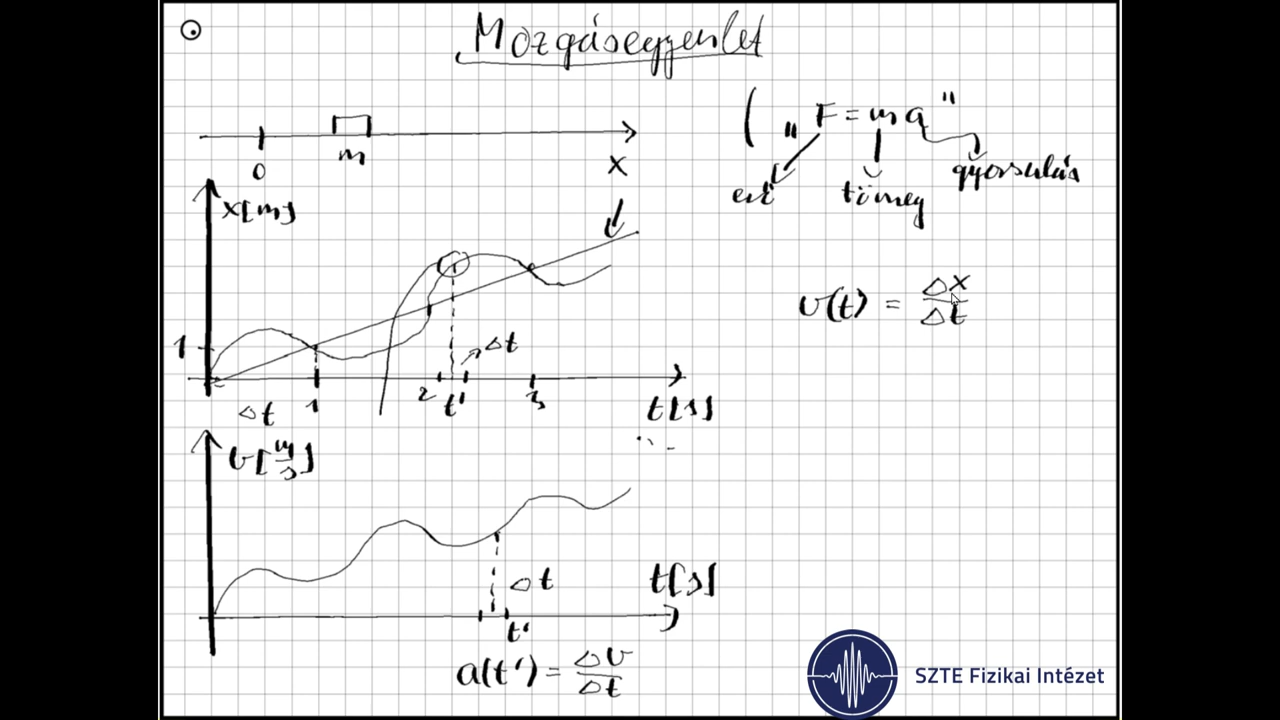 Mozgásegyenlet
( „ F = m a "
erő tömeg gyorsulás
0 m x
x[m]
v(t) = Δx / Δt
1
Δt
Δt 1 2 t' 3 t[s]
v[m/s]
Δt t[s]
t'
a(t') = Δv / Δt
SZTE Fizikai Intézet